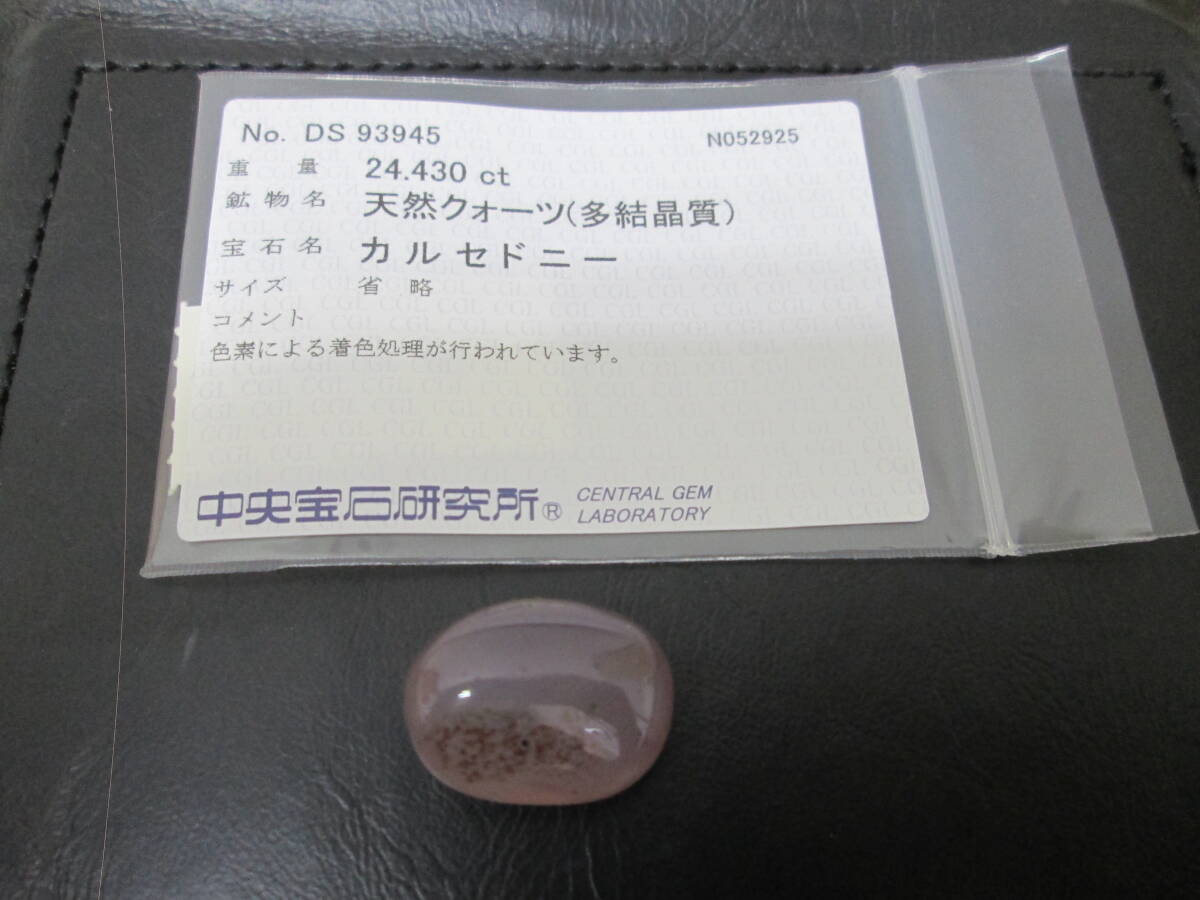 No. DS 93945 N052925
重量 24.430 ct
鉱物名 天然クォーツ(多結晶質)
宝石名 カルセドニー
サイズ 省略
コメント
色素による着色処理が行われています。
中央宝石研究所® CENTRAL GEM
LABORATORY